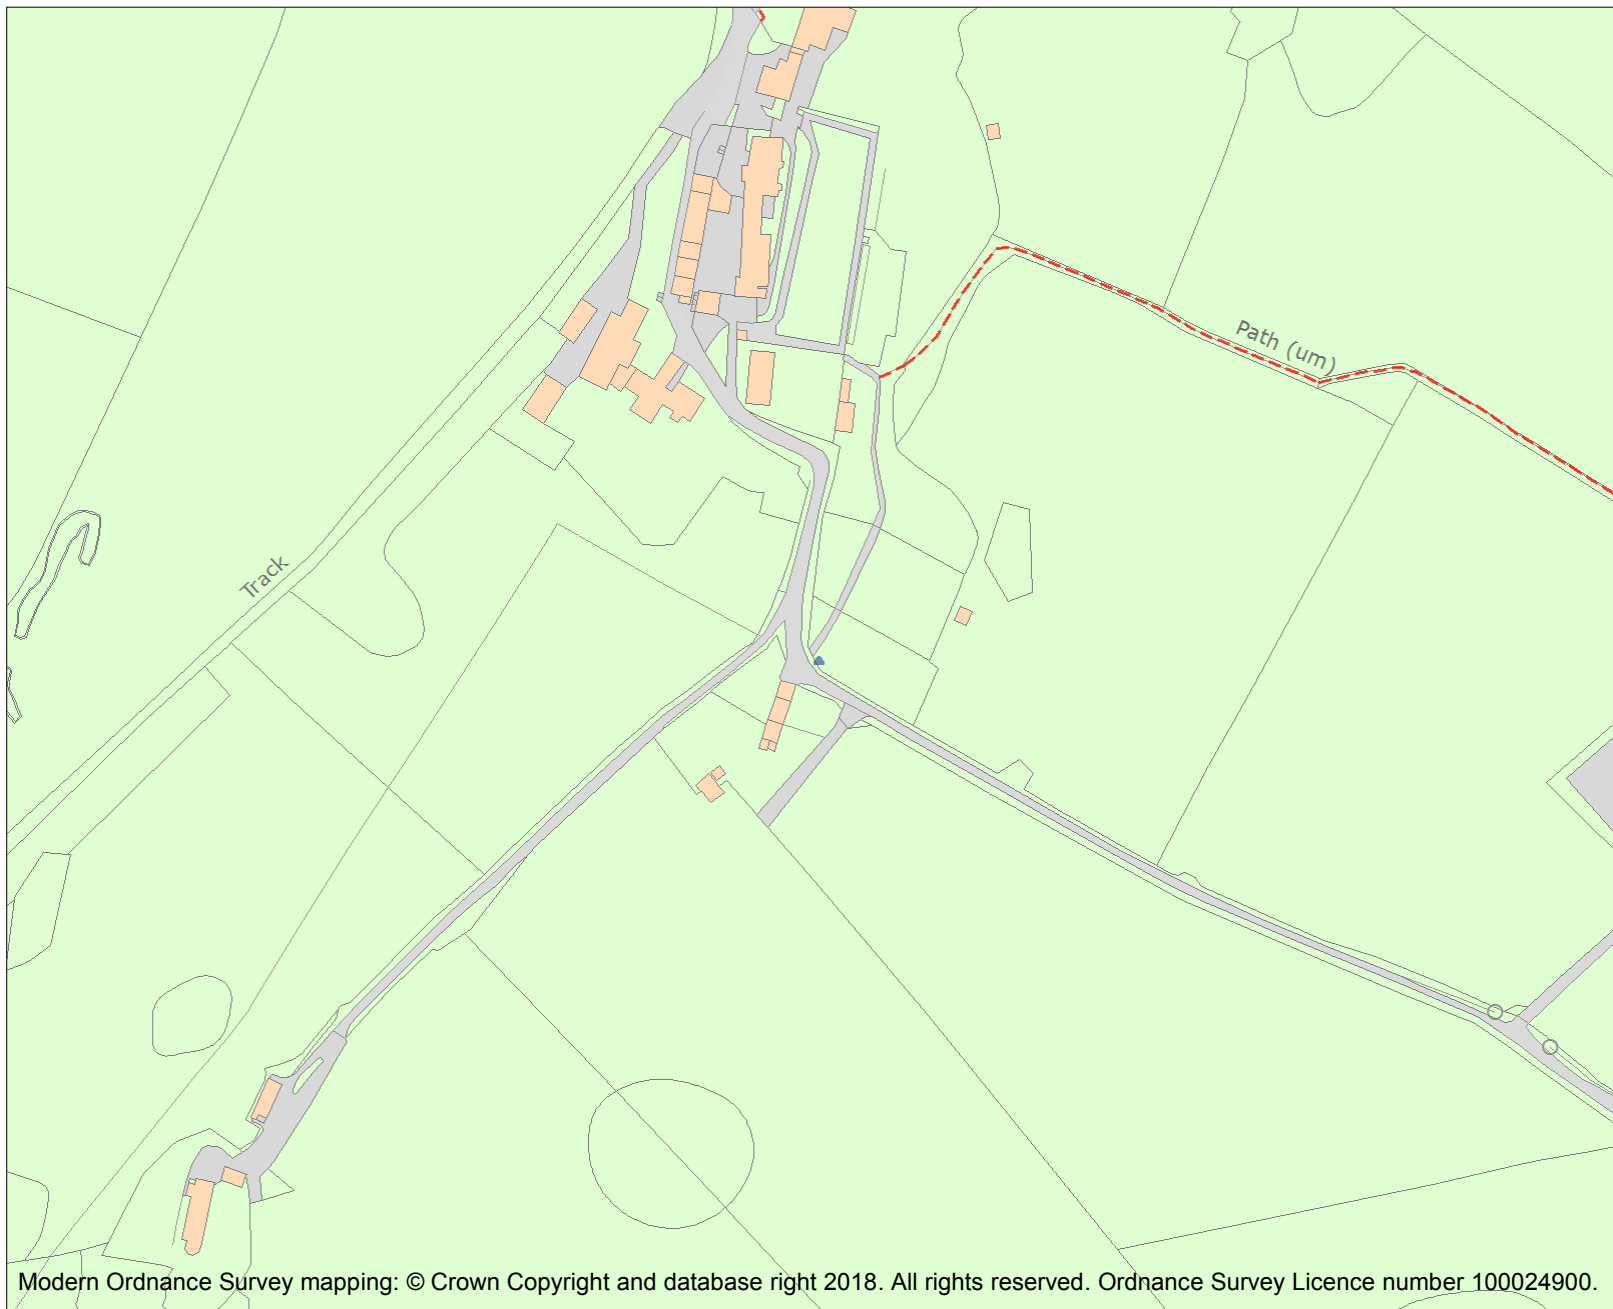 Path (um)
Track
Modern Ordnance Survey mapping: © Crown Copyright and database right 2018. All rights reserved. Ordnance Survey Licence number 100024900.